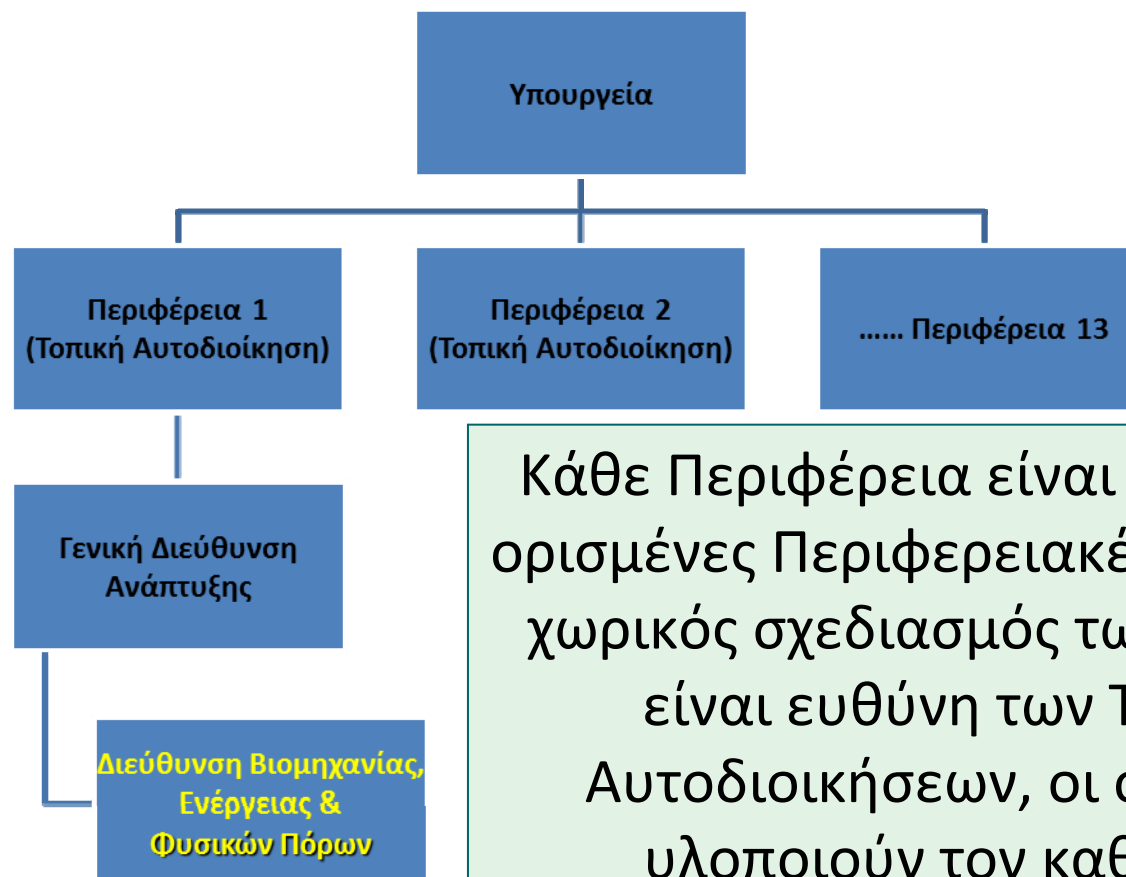 Υπουργεία
Περιφέρεια 1
(Τοπική Αυτοδιοίκηση)
Περιφέρεια 2
(Τοπική Αυτοδιοίκηση)
...... Περιφέρεια 13
Γενική Διεύθυνση
Ανάπτυξης
Διεύθυνση Βιομηχανίας,
Ενέργειας &
Φυσικών Πόρων
Κάθε Περιφέρεια είναι
ορισμένες
χωρικός σχεδιασμός
είναι ευθύνη των
Αυτοδιοικήσεων, οι
υλοποιούν τον